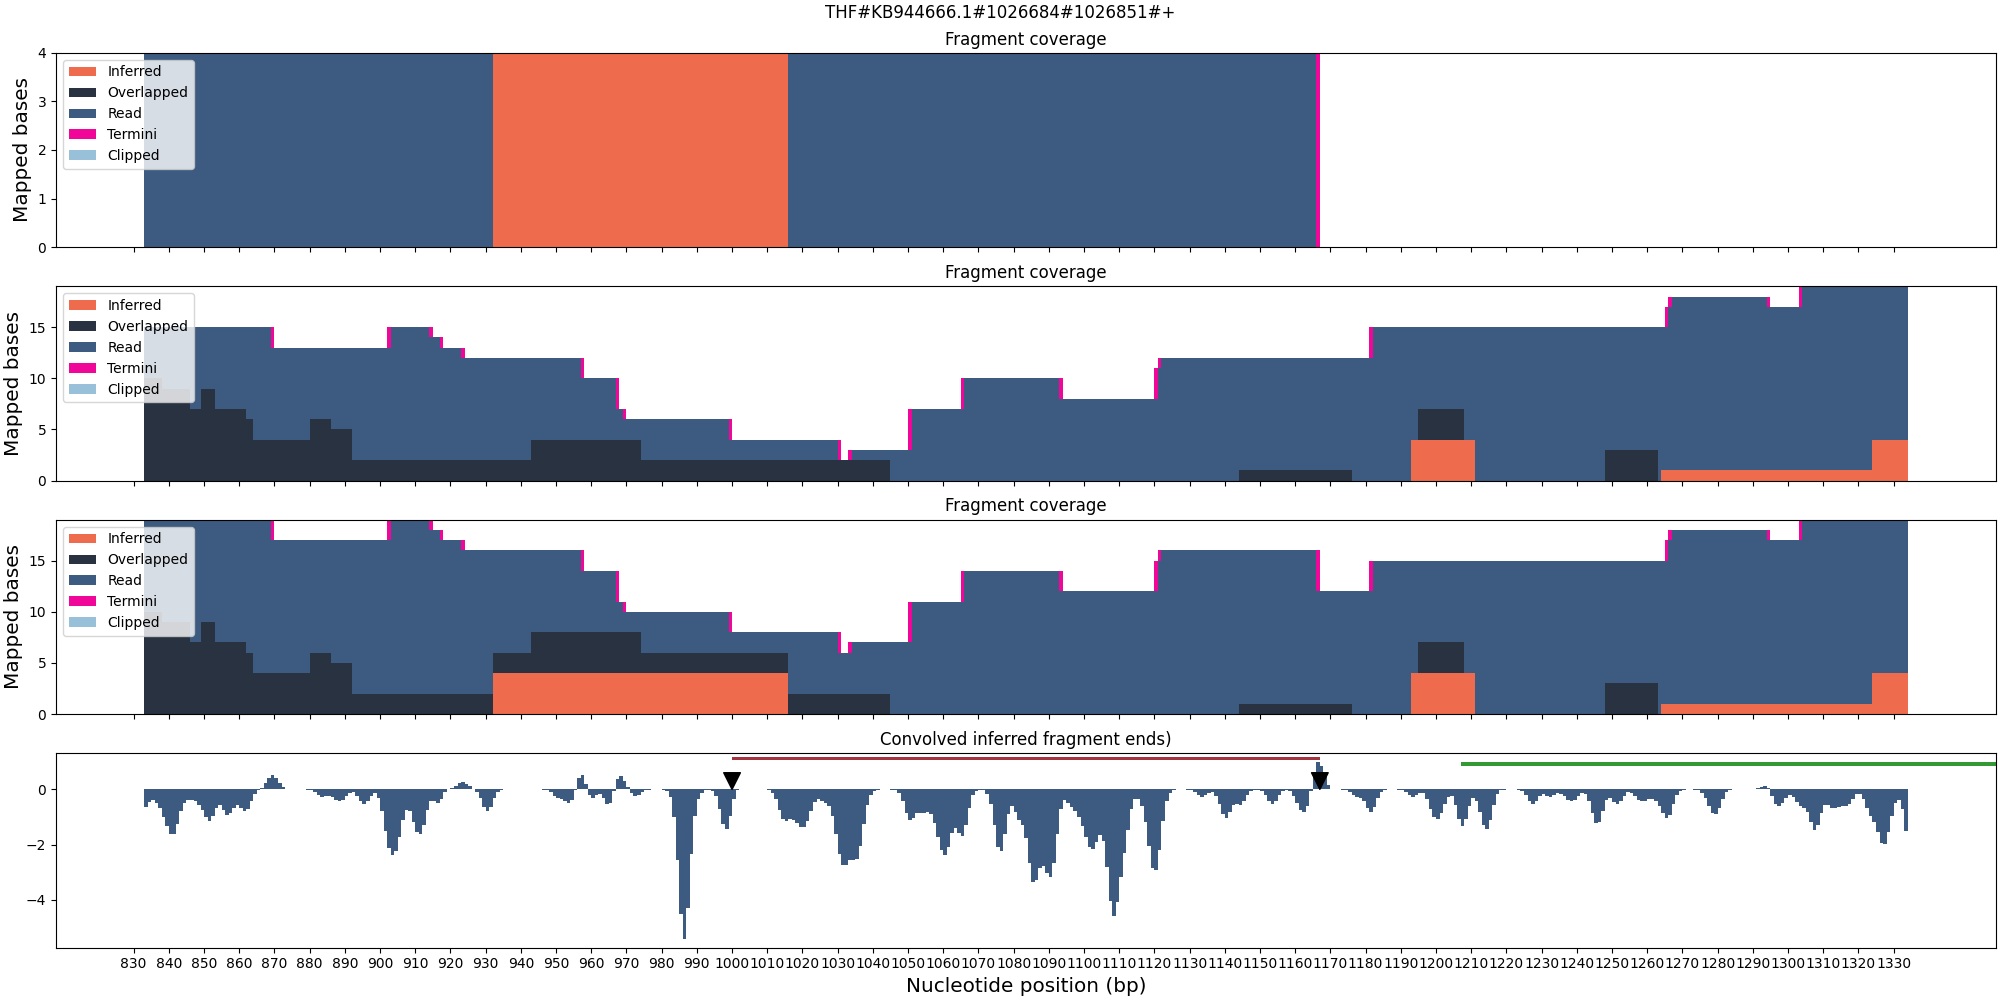 THF#KB944666.1#1026684#1026851#+
Fragment coverage
Mapped bases
4
3
2
1
0
Inferred
Overlapped
Read
Termini
Clipped
Fragment coverage
Mapped bases
15
10
5
0
Inferred
Overlapped
Read
Termini
Clipped
Fragment coverage
Mapped bases
15
10
5
0
Inferred
Overlapped
Read
Termini
Clipped
Convolved inferred fragment ends)
0
−2
−4
830 840 850 860 870 880 890 900 910 920 930 940 950 960 970 980 990 1000 1010 1020 1030 1040 1050 1060 1070 1080 1090 1100 1110 1120 1130 1140 1150 1160 1170 1180 1190 1200 1210 1220 1230 1240 1250 1260 1270 1280 1290 1300 1310 1320 1330
Nucleotide position (bp)